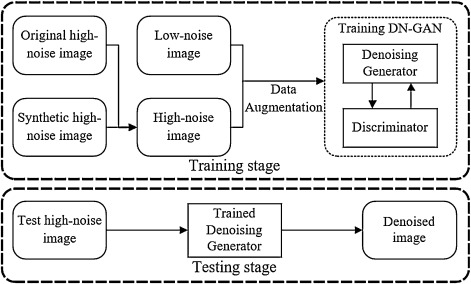 Original high-
noise image
Low-noise
image
Training DN-GAN
Denoising
Generator
Data
Augmentation
Synthetic high-
noise image
High-noise
image
Discriminator
Training stage
Test high-noise
image
Trained
Denoising
Generator
Denoised
image
Testing stage